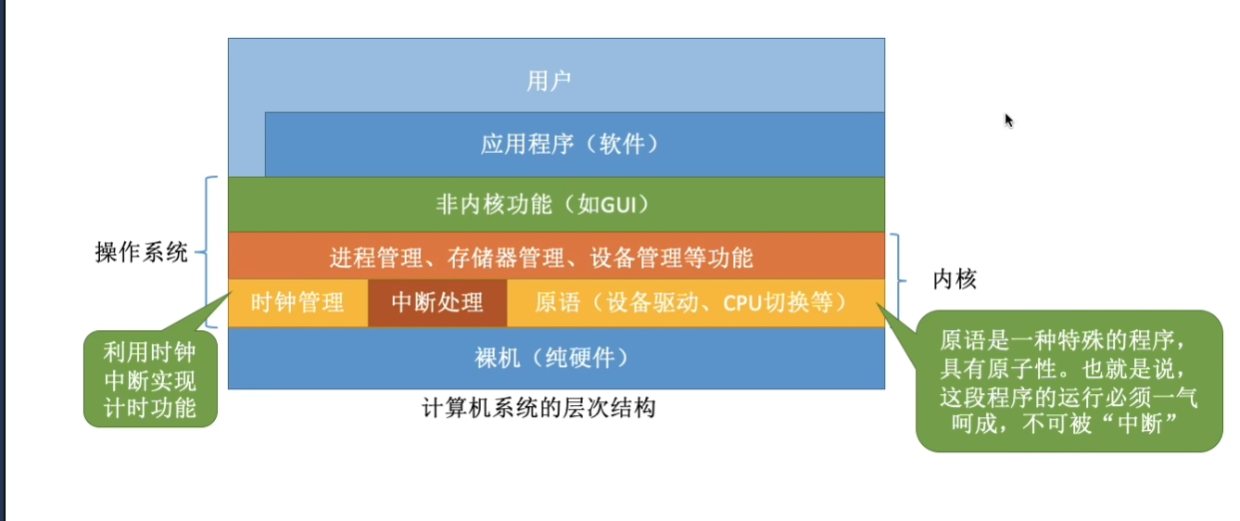 用户
应用程序（软件）
非内核功能（如GUI）
操作系统
进程管理、存储器管理、设备管理等功能
内核
时钟管理
中断处理
原语（设备驱动、CPU切换等）
利用时钟
中断实现
计时功能
裸机（纯硬件）
原语是一种特殊的程序，
具有原子性。也就是说，
这段程序的运行必须一气
呵成，不可被“中断”
计算机系统的层次结构